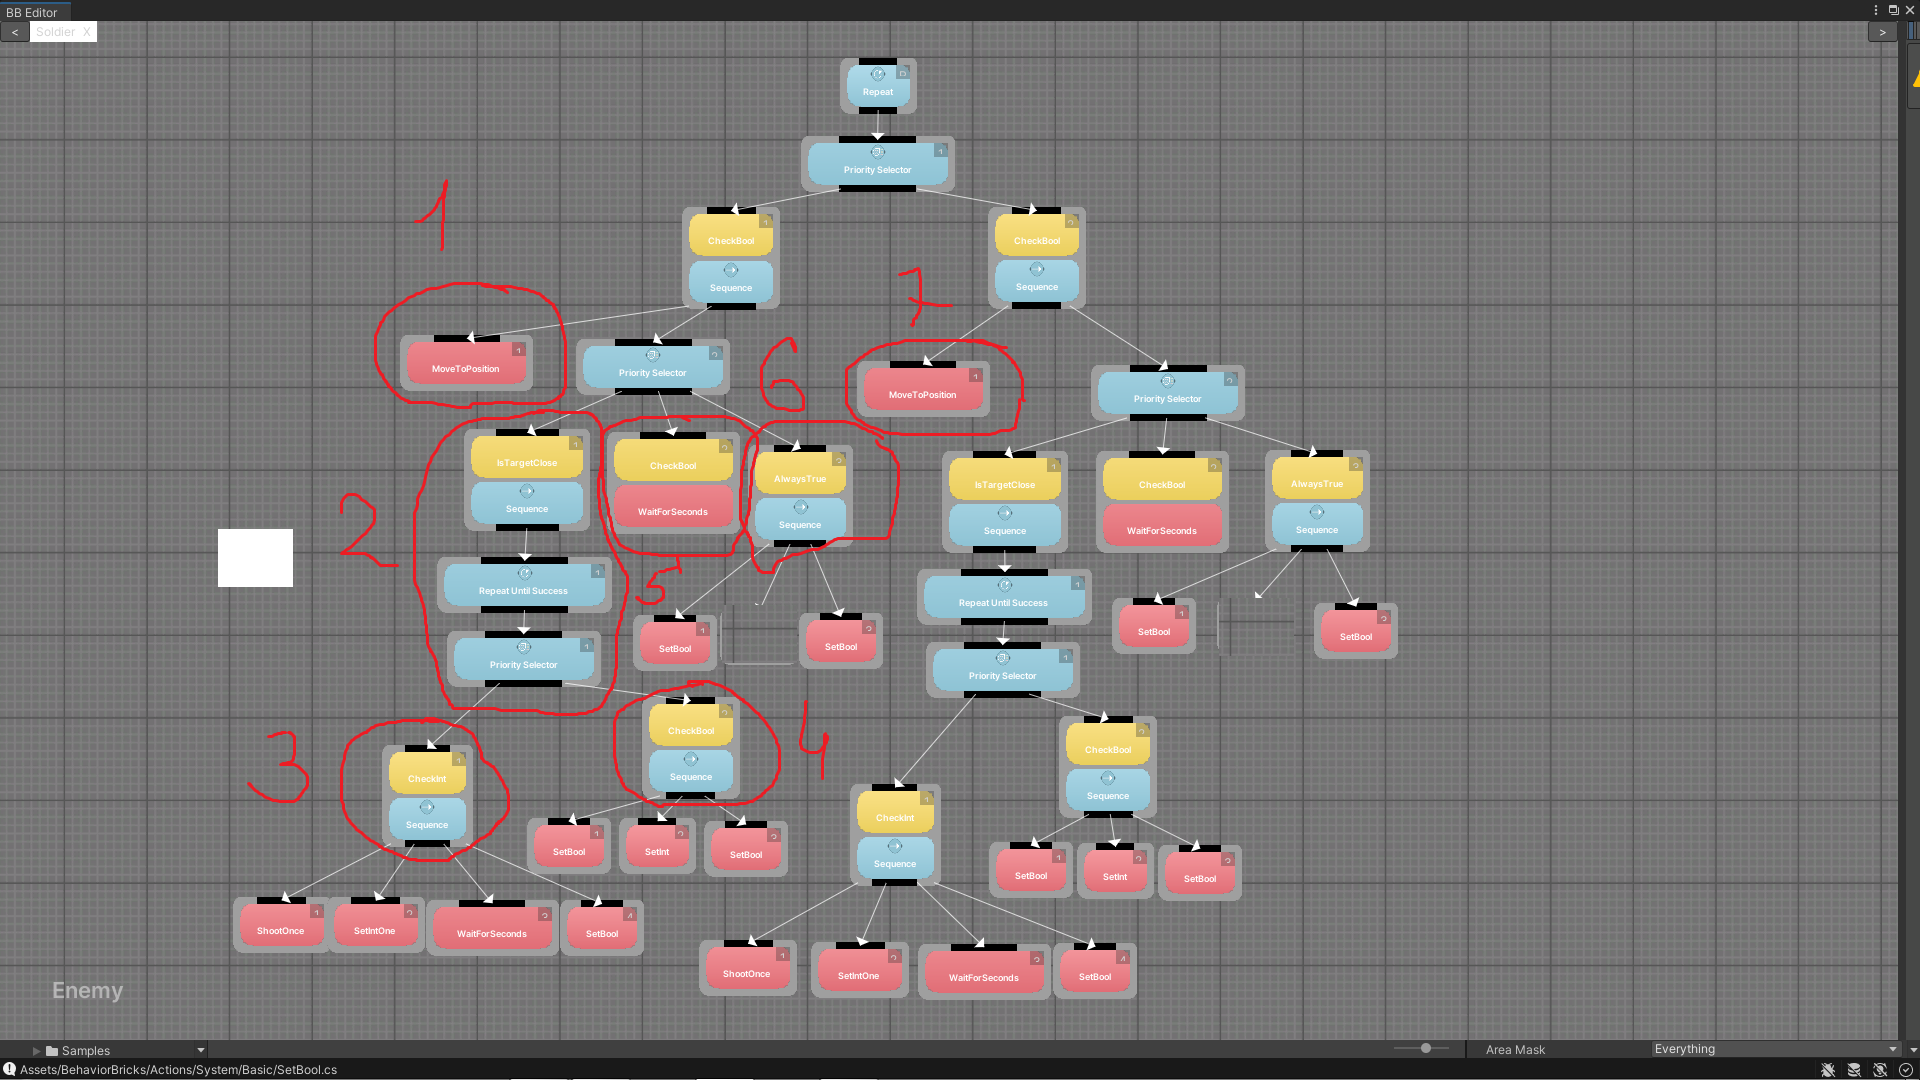 BB Editor
< Soldier X >
Repeat
Priority Selector
1
CheckBool CheckBool
Sequence Sequence
7
MoveToPosition Priority Selector 6 MoveToPosition Priority Selector
IsTargetClose CheckBool AlwaysTrue IsTargetClose CheckBool AlwaysTrue
Sequence WaitForSeconds Sequence Sequence WaitForSeconds Sequence
2
Repeat Until Success 5 Repeat Until Success
SetBool SetBool SetBool SetBool
Priority Selector Priority Selector
3 CheckInt CheckBool 4 CheckBool
Sequence Sequence CheckInt Sequence
SetBool SetInt SetBool Sequence SetBool SetInt SetBool
ShootOnce SetIntOne WaitForSeconds SetBool
ShootOnce SetIntOne WaitForSeconds SetBool
Enemy
Samples Area Mask Everything
Assets/BehaviorBricks/Actions/System/Basic/SetBool.cs